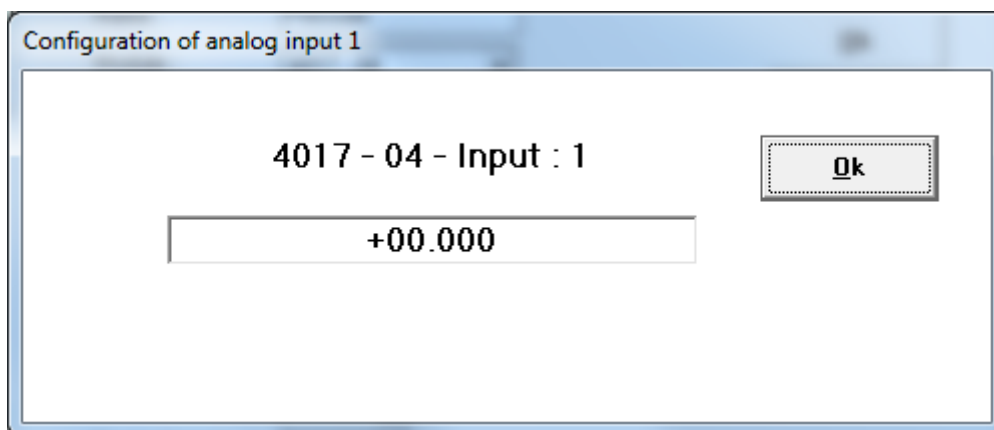 Configuration of analog input 1
4017 - 04 - Input : 1
Ok
+00.000